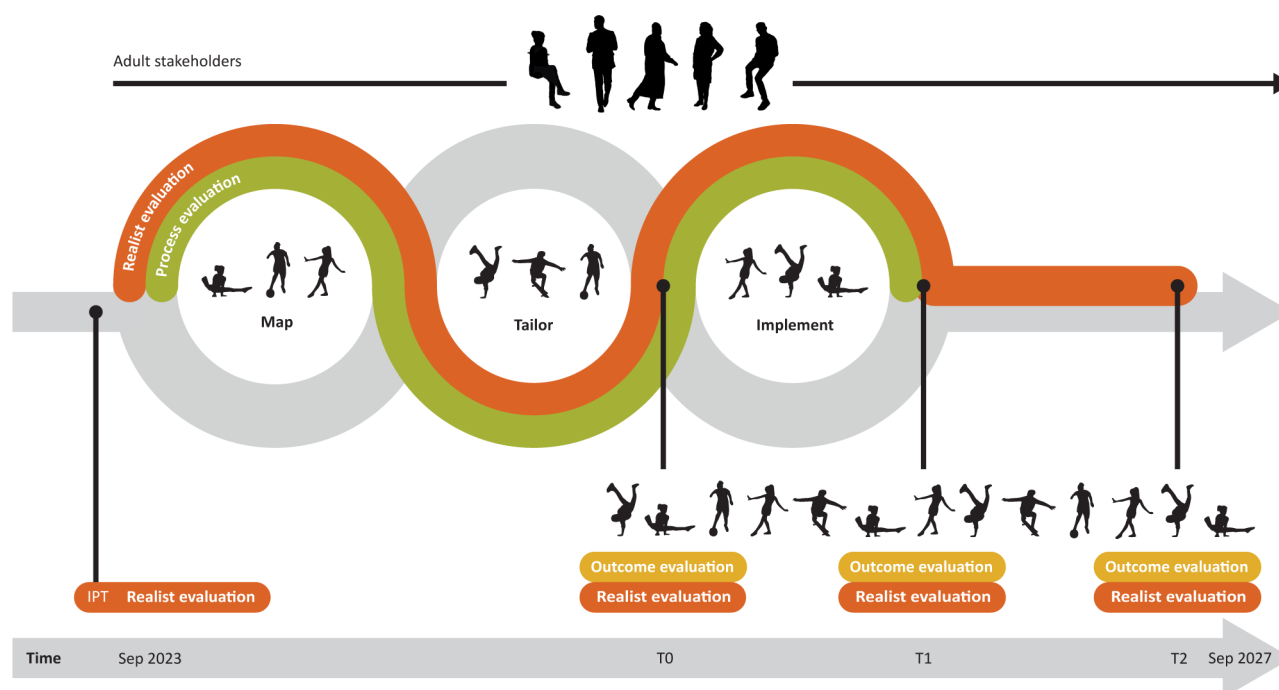 Adult stakeholders
Realist evaluation
Process evaluation
Map
Tailor
Implement
Outcome evaluation
Outcome evaluation
Outcome evaluation
IPT Realist evaluation
Realist evaluation
Realist evaluation
Realist evaluation
Time Sep 2023 T0 T1 T2 Sep 2027